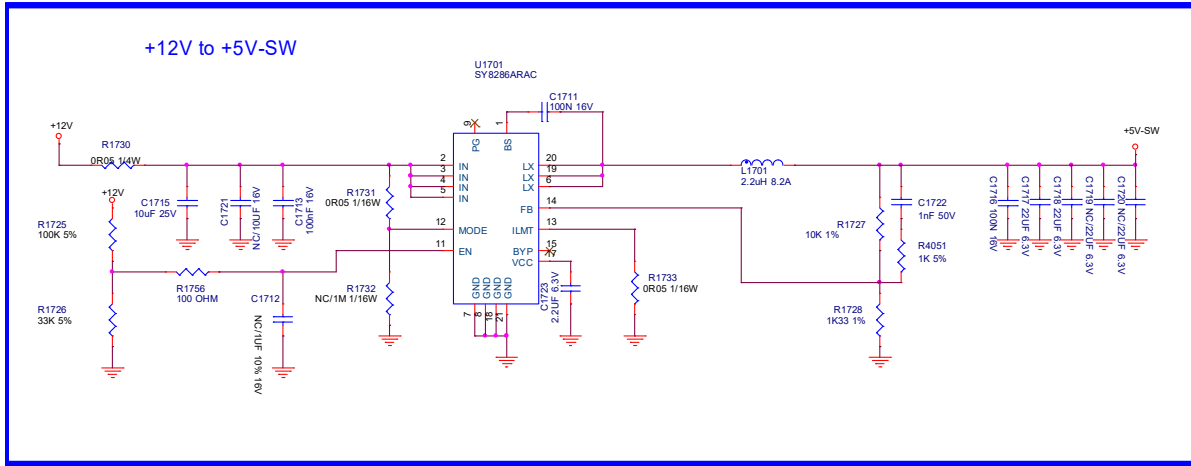 +12V to +5V-SW
U1701
SY8286ARAC
C1711
100N 16V
+12V
R1730
0R05 1/4W
+12V
R1725
100K 5%
R1726
33K 5%
R1756
100 OHM
C1715
10uF 25V
C1721
NC/10UF 16V
C1713
100nF 16V
C1712
NC/1UF 10% 16V
R1731
0R05 1/16W
R1732
NC/1M 1/16W
9
PG
1
BS
2
IN
3
IN
4
IN
5
IN
12
MODE
11
EN
20
LX
19
LX
6
LX
14
FB
13
ILMT
15
BYP
17
VCC
GND
7
GND
8
GND
18
GND
21
C1723
2.2UF 6.3V
R1733
0R05 1/16W
L1701
2.2uH 8.2A
R1727
10K 1%
C1722
1nF 50V
R4051
1K 5%
R1728
1K33 1%
C1716
100N 16V
C1717
22UF 6.3V
C1718
22UF 6.3V
C1719
NC/22UF 6.3V
C1720
NC/22UF 6.3V
+5V-SW